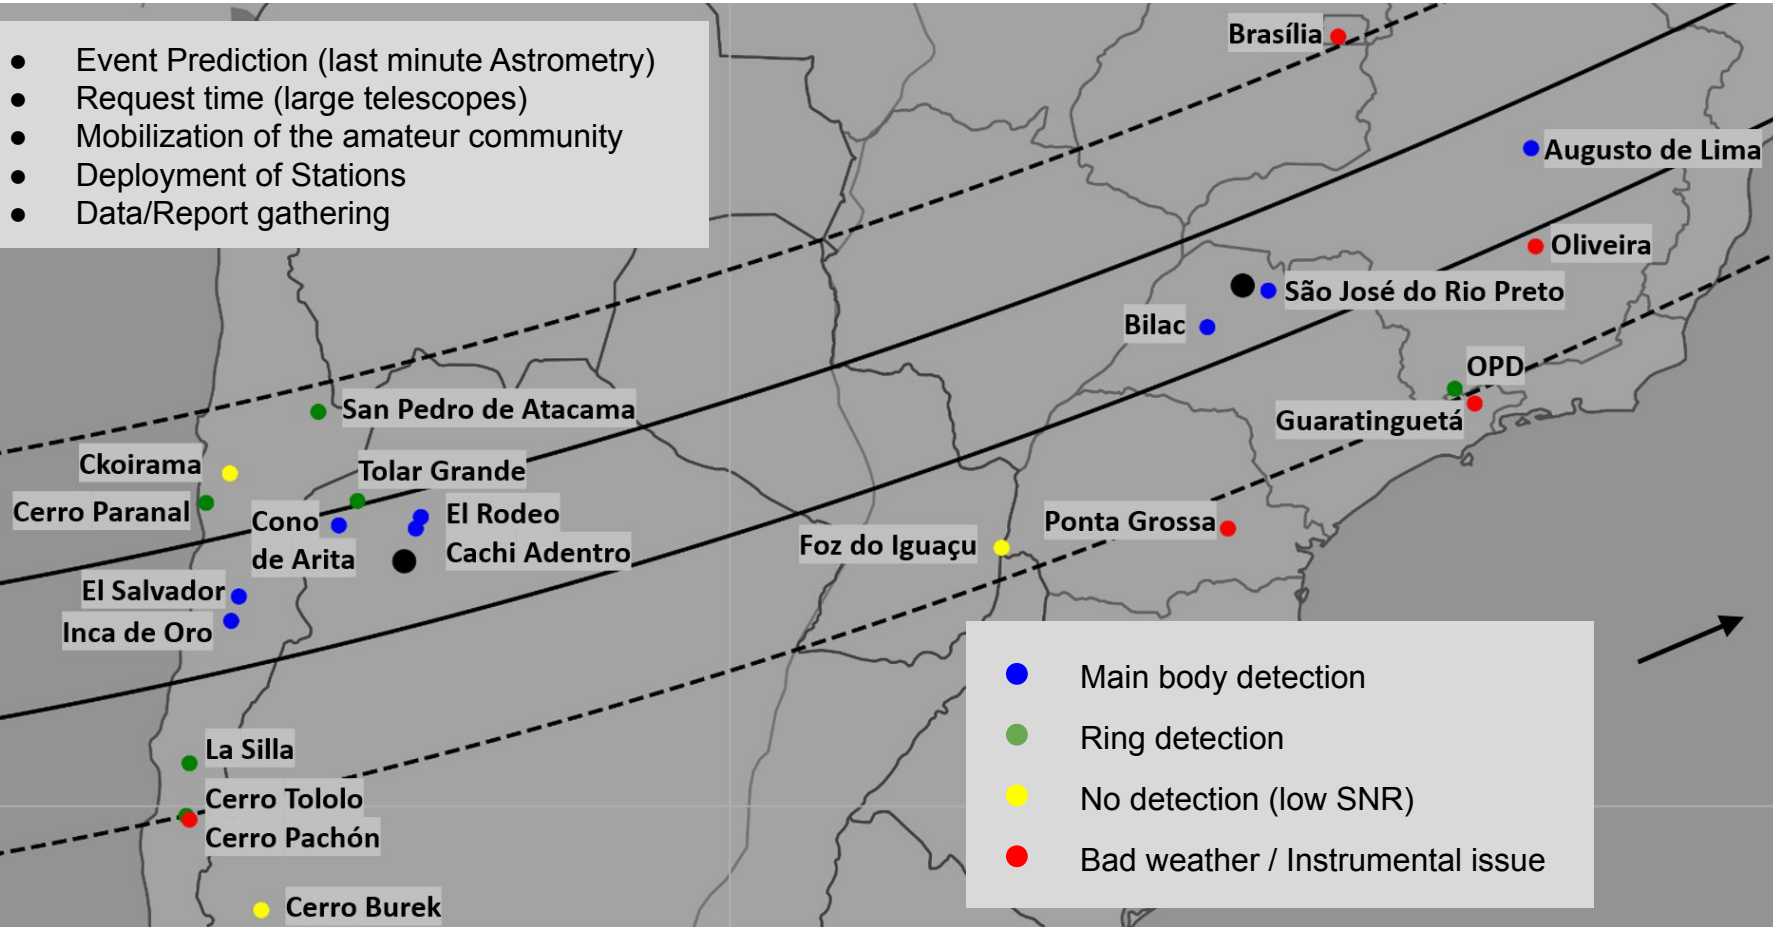 ● Event Prediction (last minute Astrometry)
● Request time (large telescopes)
● Mobilization of the amateur community
● Deployment of Stations
● Data/Report gathering
Brasília
Augusto de Lima
Oliveira
São José do Rio Preto
Bilac
OPD
Guaratinguetá
San Pedro de Atacama
Ckoirama
Tolar Grande
Cerro Paranal
Cono
de Arita
El Rodeo
Cachi Adentro
Foz do Iguaçu
Ponta Grossa
El Salvador
Inca de Oro
La Silla
Cerro Tololo
Cerro Pachón
Cerro Burek
Main body detection
Ring detection
No detection (low SNR)
Bad weather / Instrumental issue